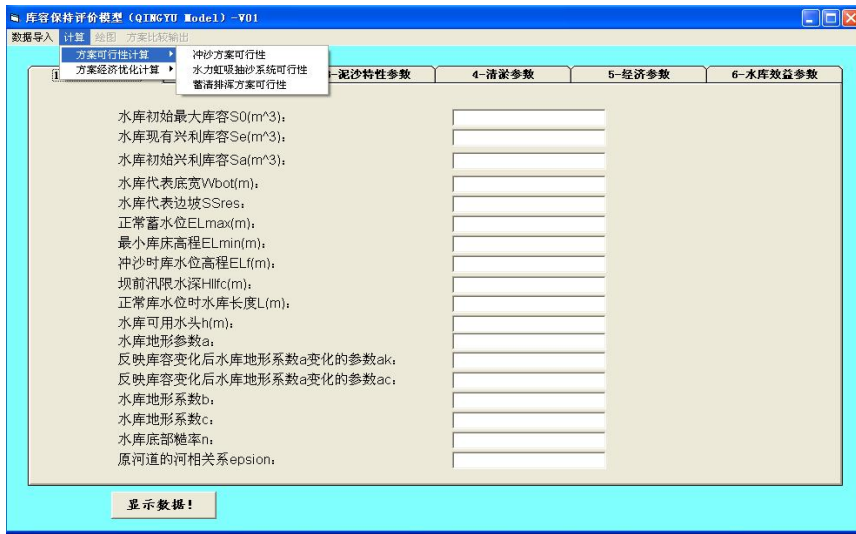 库容保持评价模型（QINGYU Model）-V01
数据导入 计算 绘图 方案比较输出
方案可行性计算
方案经济优化计算
冲沙方案可行性
水力虹吸抽沙系统可行性
蓄清排浑方案可行性
1
3-泥沙特性参数
4-清淤参数
5-经济参数
6-水库效益参数
水库初始最大库容S0(m^3):
水库现有兴利库容Se(m^3):
水库初始兴利库容Sa(m^3):
水库代表底宽Wbot(m):
水库代表边坡SSres:
正常蓄水位ELmax(m):
最小库床高程ELmin(m):
冲沙时库水位高程ELf(m):
坝前汛限水深Hllfc(m):
正常库水位时水库长度L(m):
水库可用水头h(m):
水库地形参数a:
反映库容变化后水库地形系数a变化的参数ak:
反映库容变化后水库地形系数a变化的参数ac:
水库地形系数b:
水库地形系数c:
水库底部糙率n:
原河道的河相关系epsion:
显示数据!